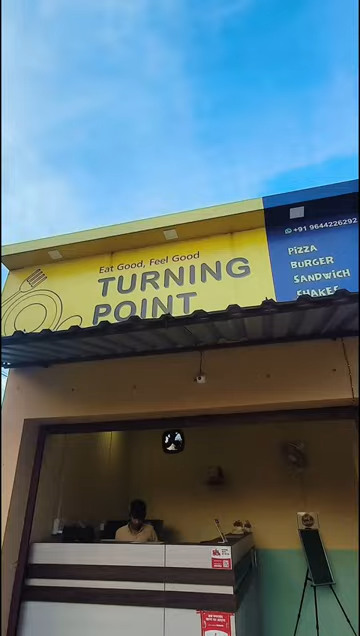 Eat Good, Feel Good
TURNING
POINT
+91 9644226292
PIZZA
BURGER
SANDWICH
SHAKES